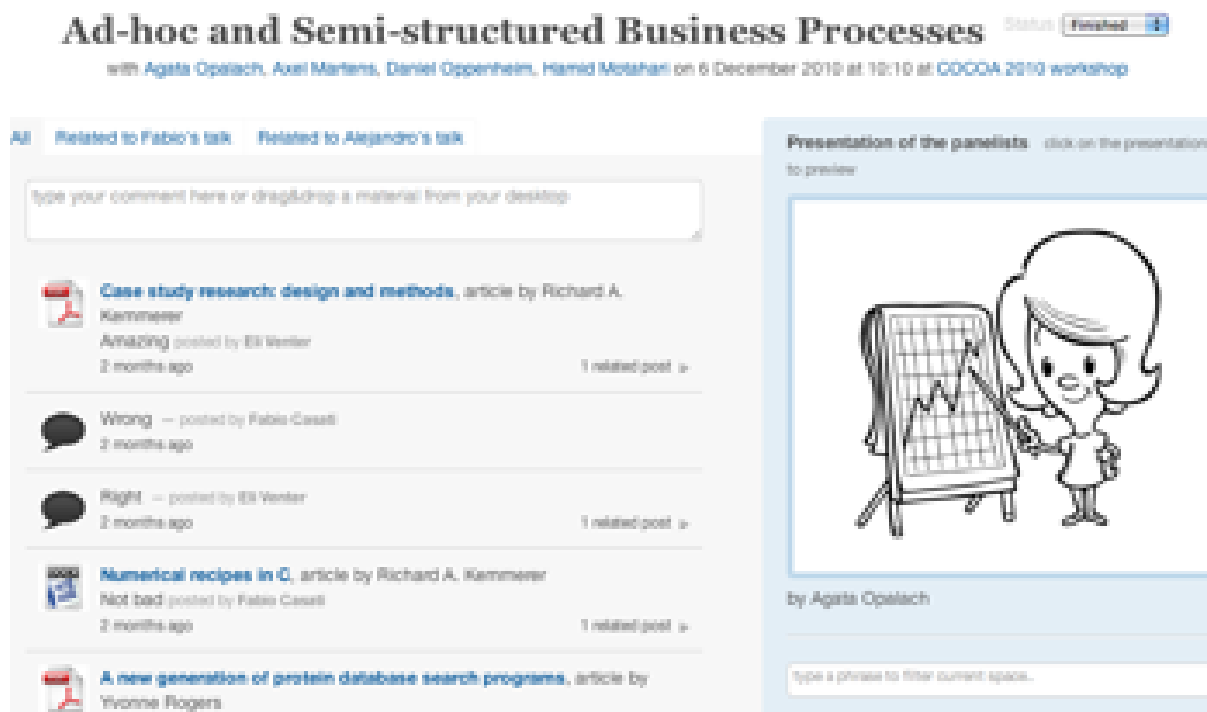 Ad-hoc and Semi-structured Business Processes Status Finished
with Agata Opalach, Axel Martens, Daniel Oppenheim, Hamid Motahari on 6 December 2010 at 10:10 at COCOA 2010 workshop
All Related to Fabio's talk Related to Alejandro's talk
type your comment here or drag&drop a material from your desktop
Case study research: design and methods, article by Richard A.
Kemmerer
Amazing posted by Eli Venter
2 months ago 1 related post »
Wrong — posted by Fabio Casati
2 months ago
Right — posted by Eli Venter
2 months ago 1 related post »
Numerical recipes in C, article by Richard A. Kemmerer
Not bad posted by Fabio Casati
2 months ago 1 related post »
A new generation of protein database search programs, article by
Yvonne Rogers
Presentation of the panelists click on the presentation
to preview
by Agata Opalach
type a phrase to filter current space..